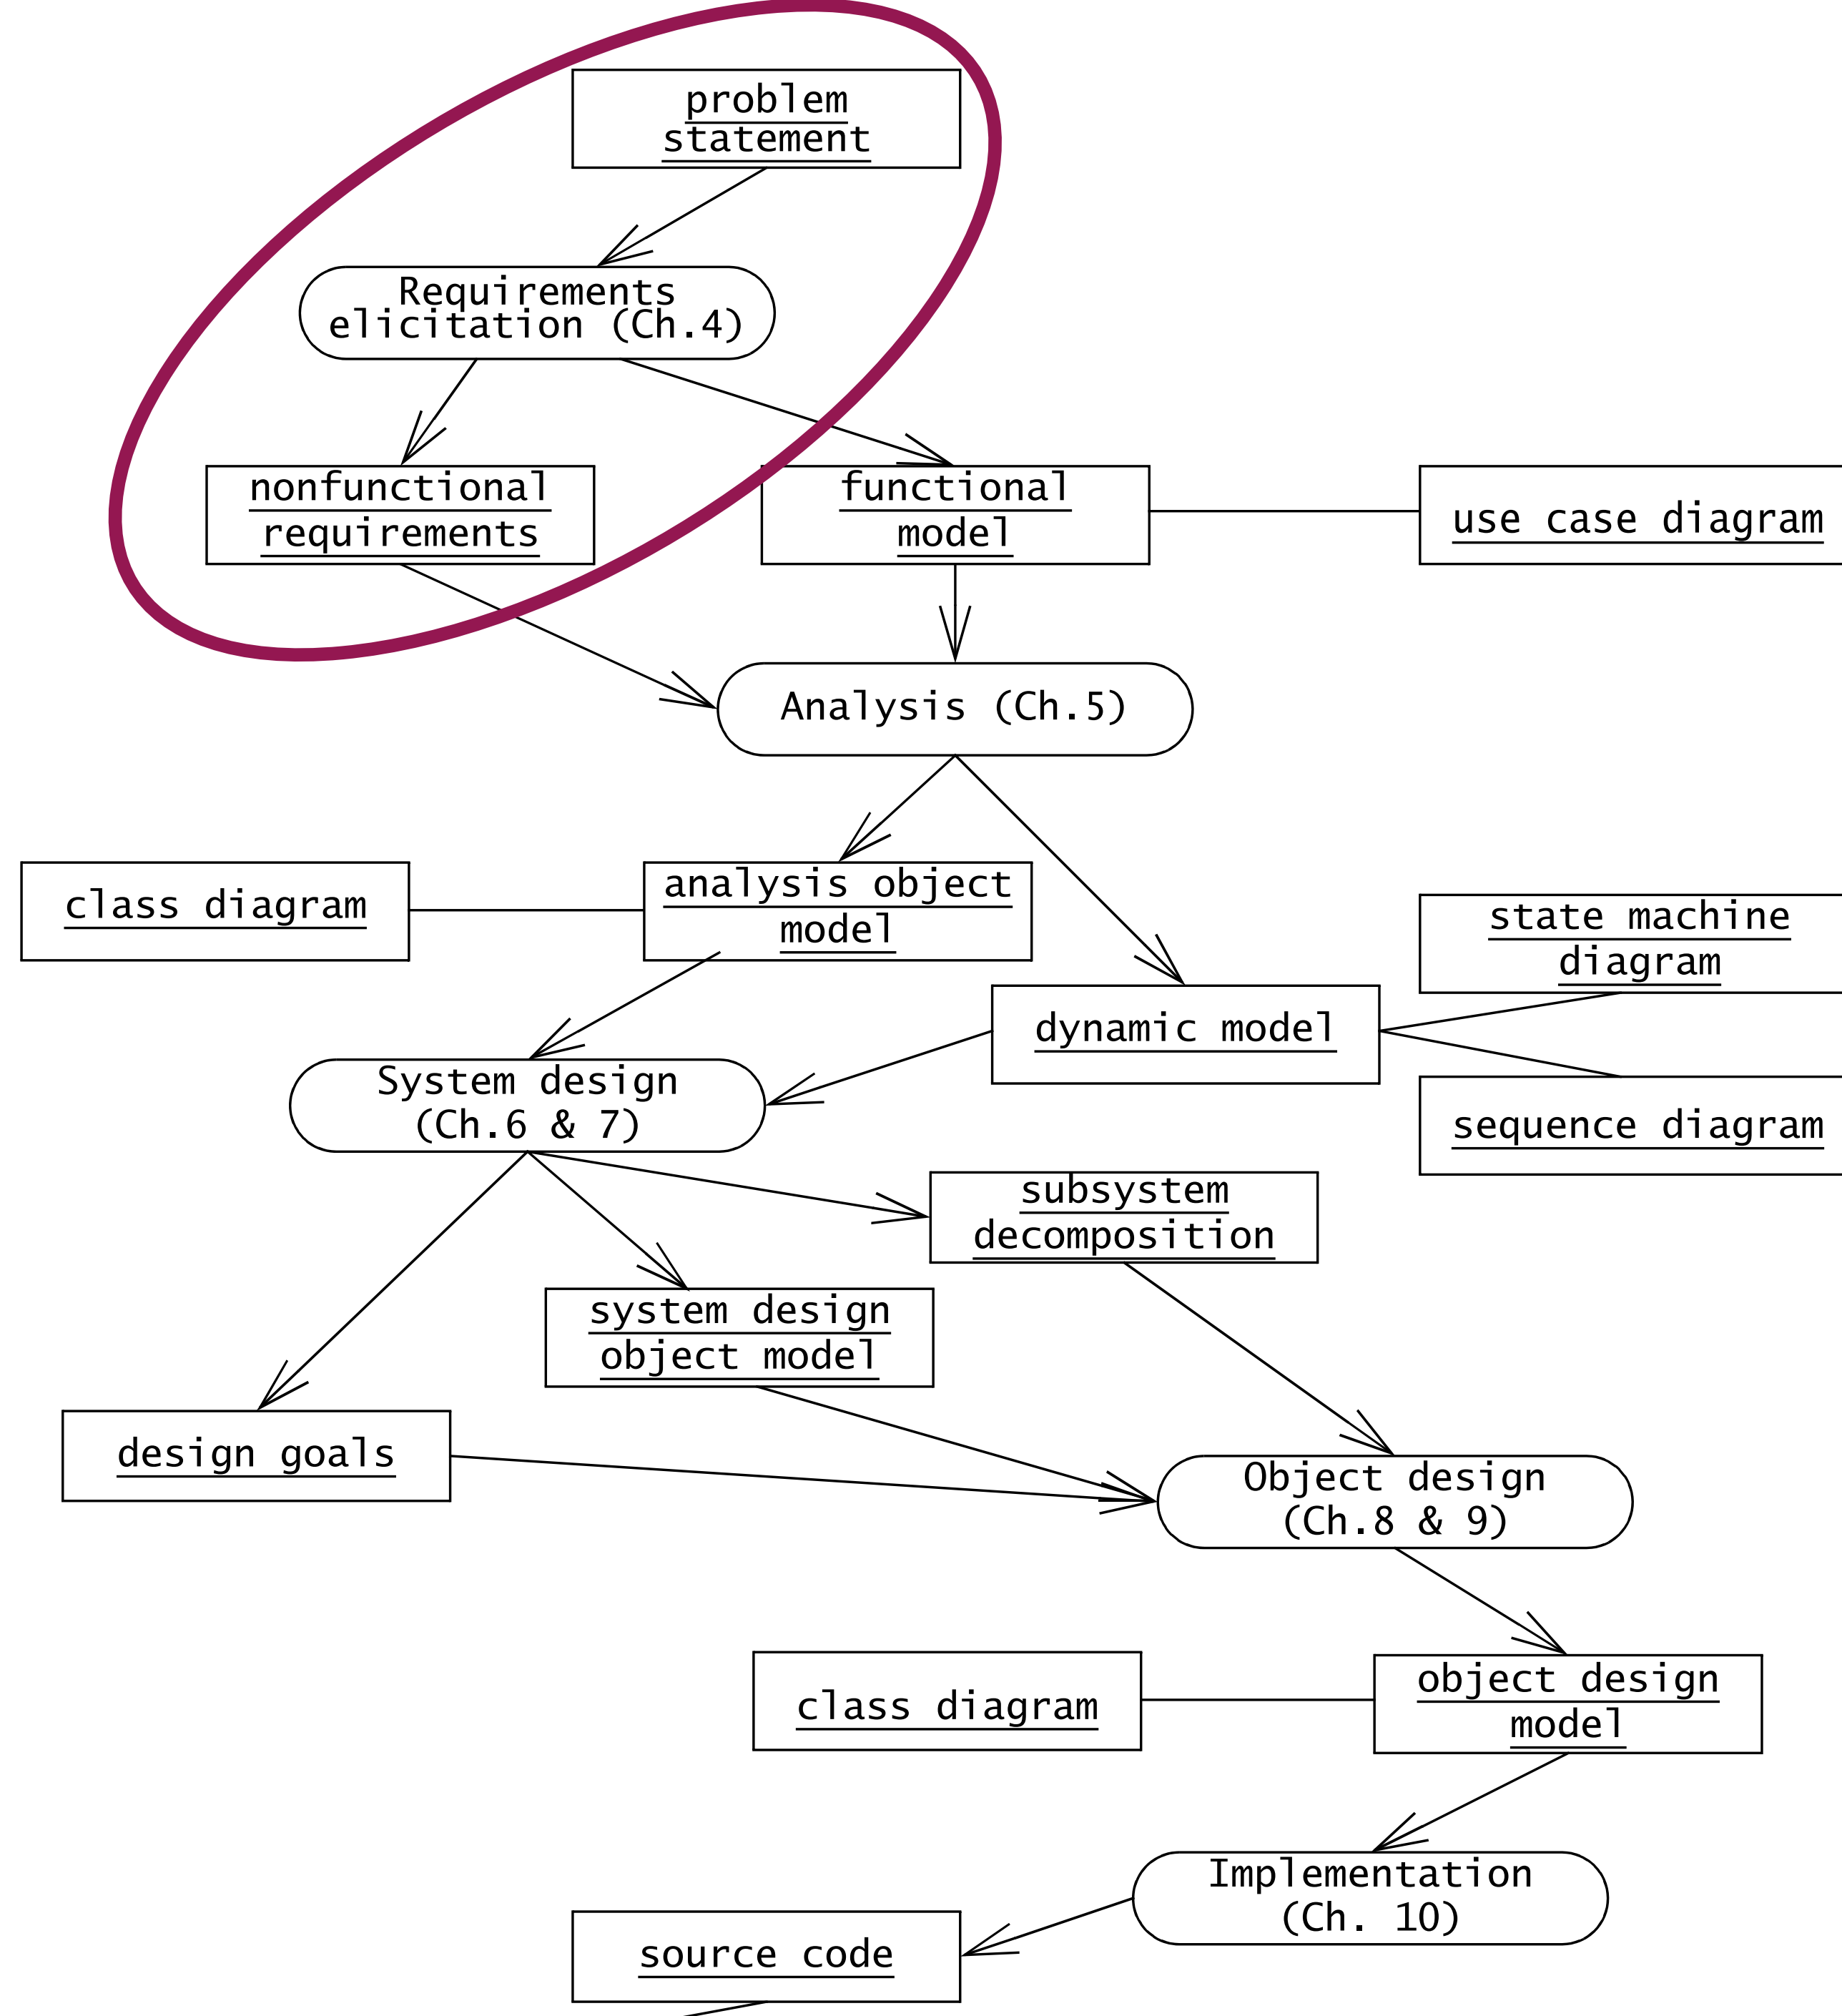 problem
statement
Requirements
elicitation (Ch.4)
nonfunctional
requirements
functional
model
use case diagram
Analysis (Ch.5)
class diagram
analysis object
model
state machine
diagram
dynamic model
System design
(Ch.6 & 7)
sequence diagram
subsystem
decomposition
system design
object model
design goals
Object design
(Ch.8 & 9)
class diagram
object design
model
Implementation
(Ch. 10)
source code